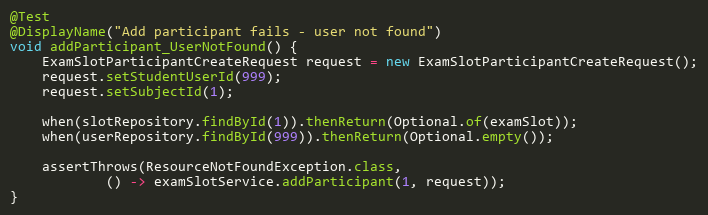 @Test
@DisplayName("Add participant fails - user not found")
void addParticipant_UserNotFound() {
    ExamSlotParticipantCreateRequest request = new ExamSlotParticipantCreateRequest();
    request.setStudentUserId(999);
    request.setSubjectId(1);

    when(slotRepository.findById(1)).thenReturn(Optional.of(examSlot));
    when(userRepository.findById(999)).thenReturn(Optional.empty());

    assertThrows(ResourceNotFoundException.class,
            () -> examSlotService.addParticipant(1, request));
}